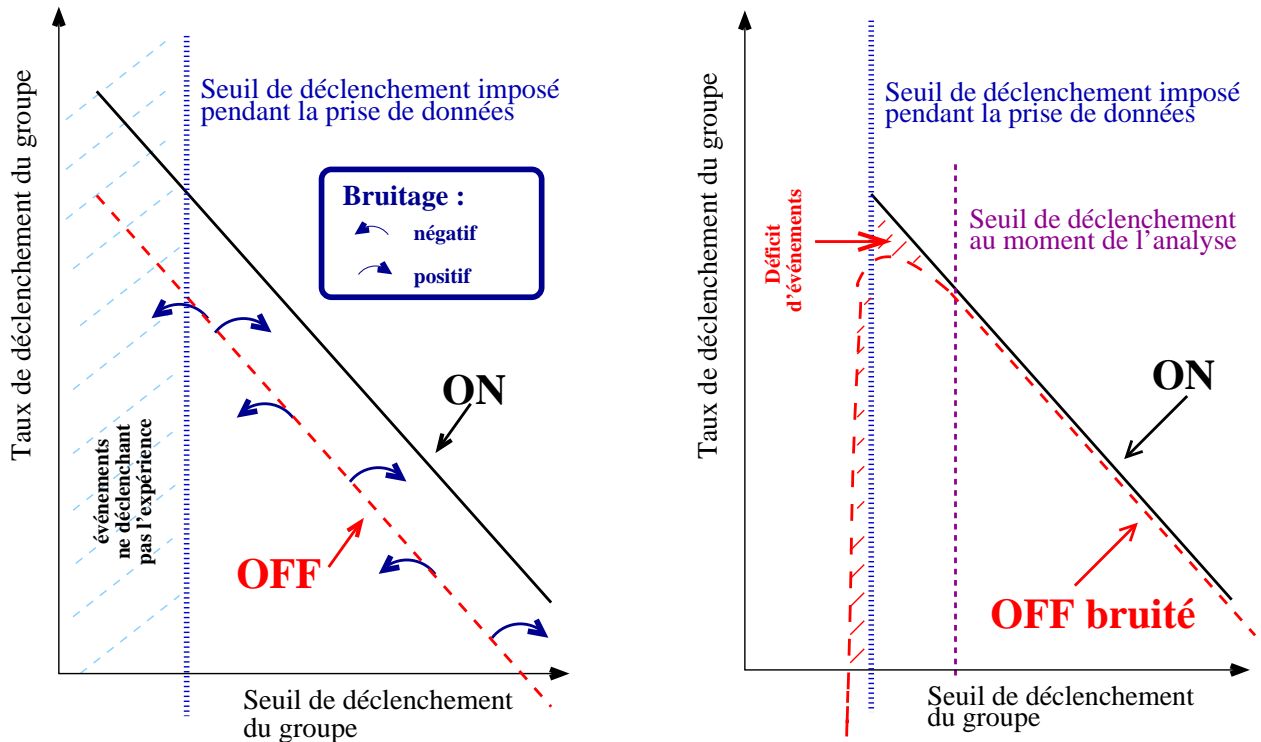 Taux de déclenchement du groupe
Seuil de déclenchement imposé
pendant la prise de données
Bruitage :
négatif
positif
ON
événements
ne déclenchant
pas l'expérience
OFF
Seuil de déclenchement
du groupe
Taux de déclenchement du groupe
Seuil de déclenchement imposé
pendant la prise de données
Déficit
d'événements
Seuil de déclenchement
au moment de l'analyse
ON
OFF bruité
Seuil de déclenchement
du groupe